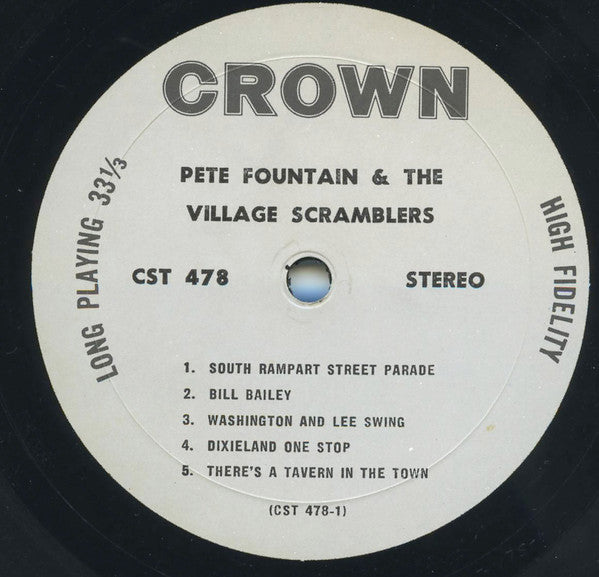 CROWN
PETE FOUNTAIN & THE
VILLAGE SCRAMBLERS
LONG PLAYING 33⅓
CST 478
STEREO
HIGH FIDELITY
1. SOUTH RAMPART STREET PARADE
2. BILL BAILEY
3. WASHINGTON AND LEE SWING
4. DIXIELAND ONE STOP
5. THERE'S A TAVERN IN THE TOWN
(CST 478-1)